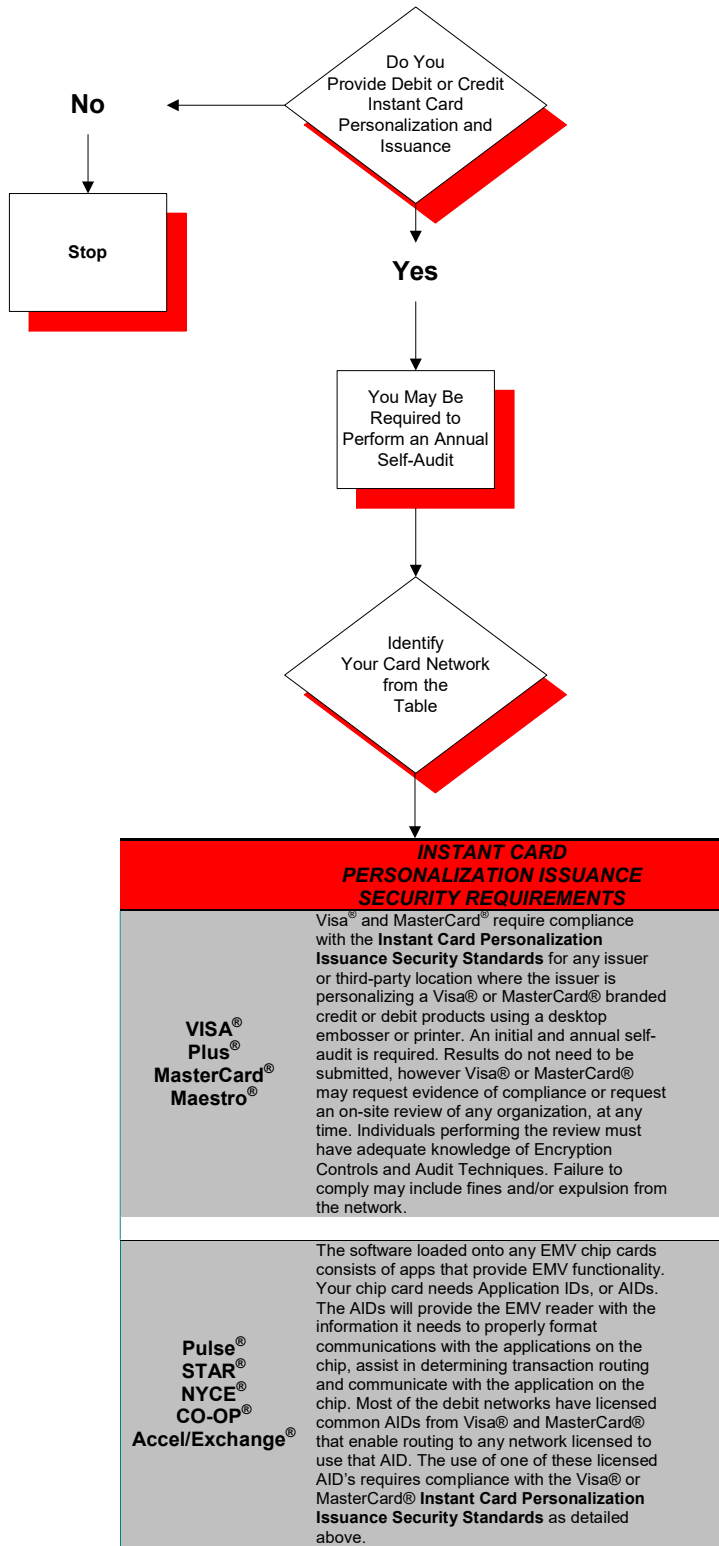 Do You
Provide Debit or Credit
Instant Card
Personalization and
Issuance
No
Stop
Yes
You May Be
Required to
Perform an Annual
Self-Audit
Identify
Your Card Network
from the
Table
INSTANT CARD
PERSONALIZATION ISSUANCE
SECURITY REQUIREMENTS
VISA®
Plus®
MasterCard®
Maestro®
Visa® and MasterCard® require compliance
with the Instant Card Personalization
Issuance Security Standards for any issuer
or third-party location where the issuer is
personalizing a Visa® or MasterCard® branded
credit or debit products using a desktop
embosser or printer. An initial and annual self-
audit is required. Results do not need to be
submitted, however Visa® or MasterCard®
may request evidence of compliance or request
an on-site review of any organization, at any
time. Individuals performing the review must
have adequate knowledge of Encryption
Controls and Audit Techniques. Failure to
comply may include fines and/or expulsion from
the network.
Pulse®
STAR®
NYCE®
CO-OP®
Accel/Exchange®
The software loaded onto any EMV chip cards
consists of apps that provide EMV functionality.
Your chip card needs Application IDs, or AIDs.
The AIDs will provide the EMV reader with the
information it needs to properly format
communications with the applications on the
chip, assist in determining transaction routing
and communicate with the application on the
chip. Most of the debit networks have licensed
common AIDs from Visa® and MasterCard®
that enable routing to any network licensed to
use that AID. The use of one of these licensed
AID's requires compliance with the Visa® or
MasterCard® Instant Card Personalization
Issuance Security Standards as detailed
above.